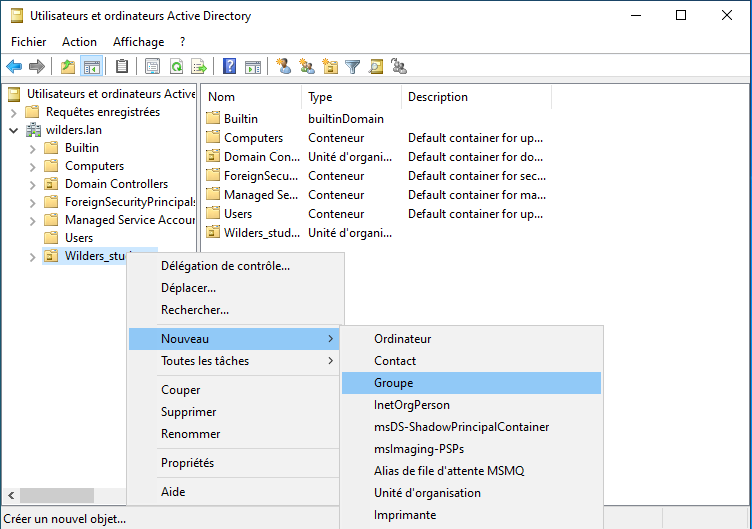 Utilisateurs et ordinateurs Active Directory
Fichier Action Affichage ?
Utilisateurs et ordinateurs Active
Requêtes enregistrées
wilders.lan
Builtin
Computers
Domain Controllers
ForeignSecurityPrincipals
Managed Service Accour
Users
Wilders_stu
Nom Type Description
Builtin builtinDomain
Computers Conteneur Default container for up...
Domain Con... Unité d'organi... Default container for do...
ForeignSecu... Conteneur Default container for sec...
Managed Se... Conteneur Default container for ma...
Users Conteneur Default container for up...
Wilders_stud... Unité d'organi...
Délégation de contrôle...
Déplacer...
Rechercher...
Nouveau
Toutes les tâches
Couper
Supprimer
Renommer
Propriétés
Aide
Ordinateur
Contact
Groupe
InetOrgPerson
msDS-ShadowPrincipalContainer
msImaging-PSPs
Alias de file d'attente MSMQ
Unité d'organisation
Imprimante
Créer un nouvel objet...